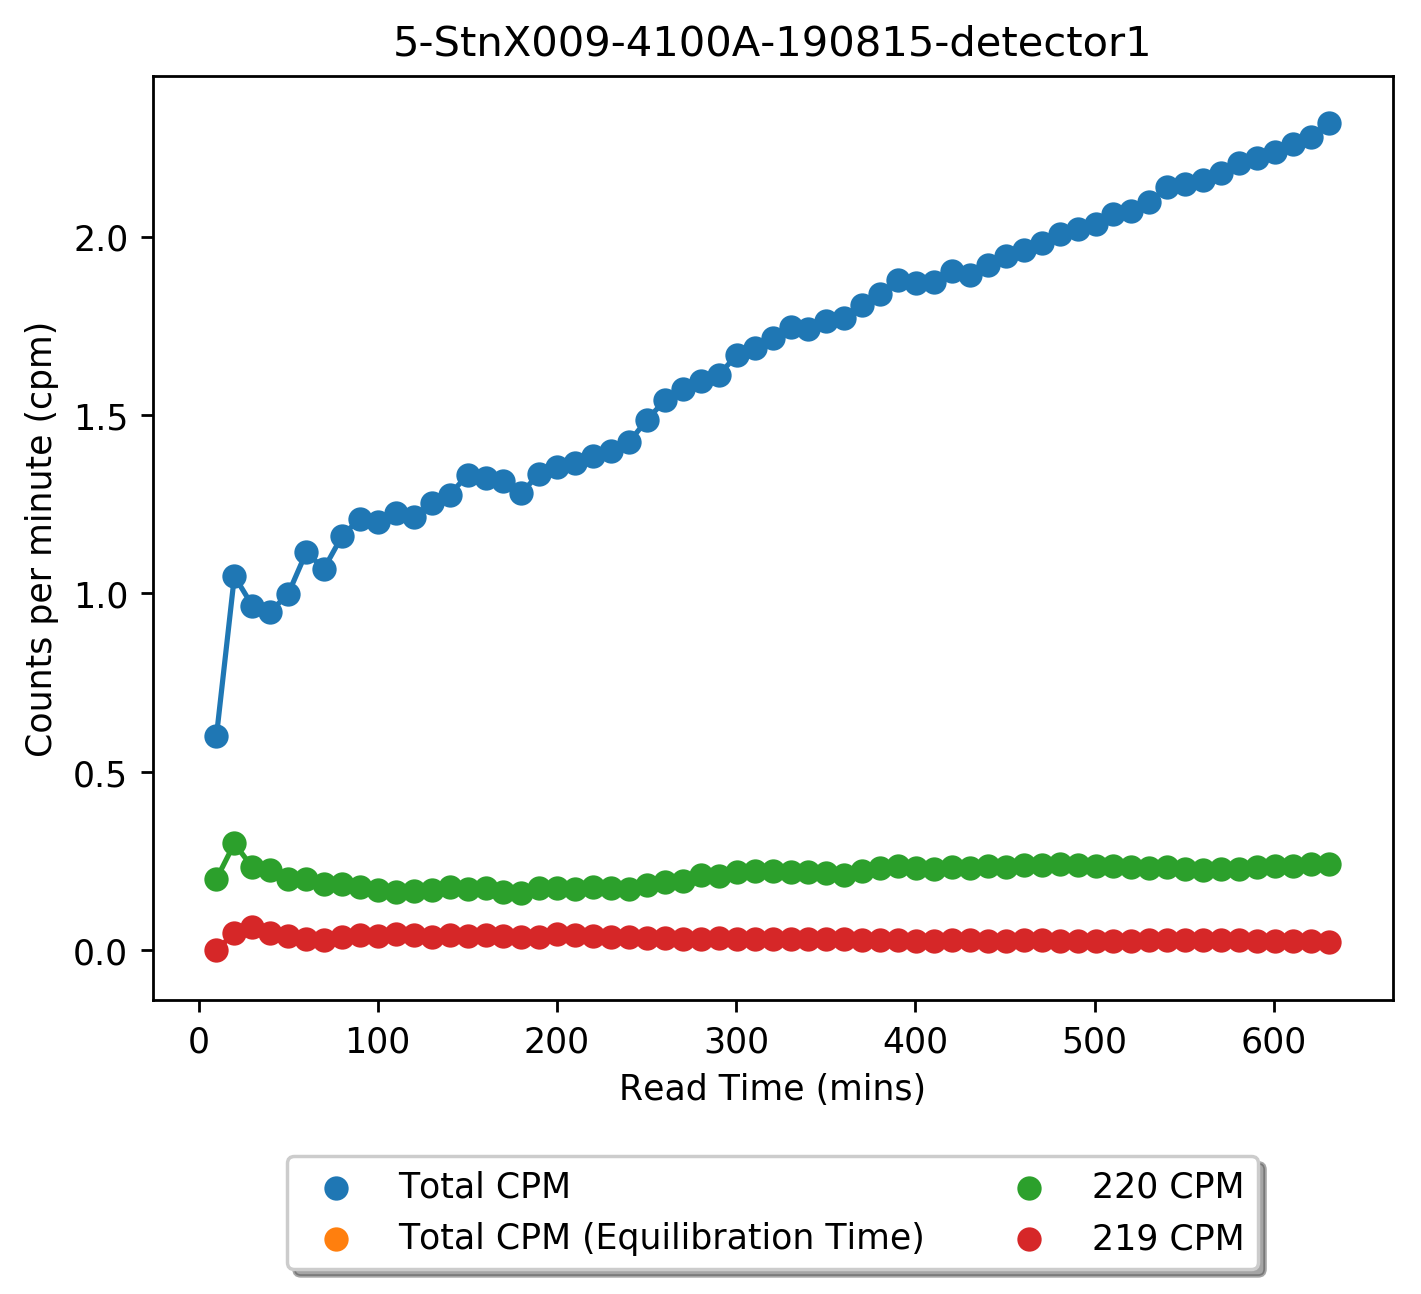 5-StnX009-4100A-190815-detector1
Counts per minute (cpm)
2.0
1.5
1.0
0.5
0.0
0 100 200 300 400 500 600
Read Time (mins)
Total CPM
Total CPM (Equilibration Time)
220 CPM
219 CPM